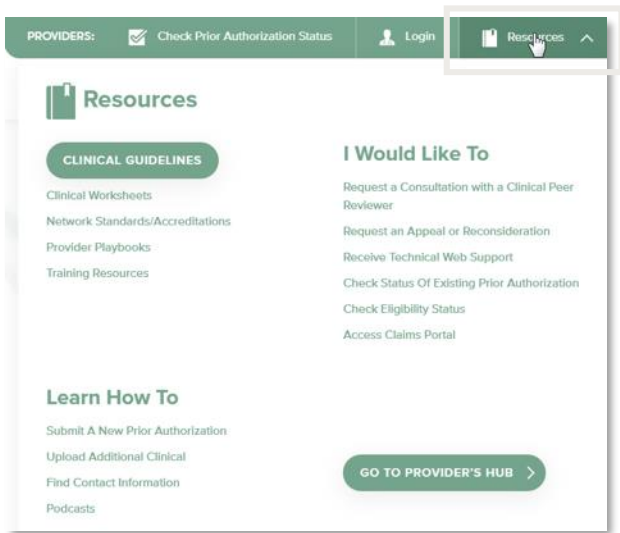 PROVIDERS:
Check Prior Authorization Status
Login
Resources
Resources
CLINICAL GUIDELINES
Clinical Worksheets
Network Standards/Accreditations
Provider Playbooks
Training Resources
I Would Like To
Request a Consultation with a Clinical Peer
Reviewer
Request an Appeal or Reconsideration
Receive Technical Web Support
Check Status Of Existing Prior Authorization
Check Eligibility Status
Access Claims Portal
Learn How To
Submit A New Prior Authorization
Upload Additional Clinical
Find Contact Information
Podcasts
GO TO PROVIDER'S HUB